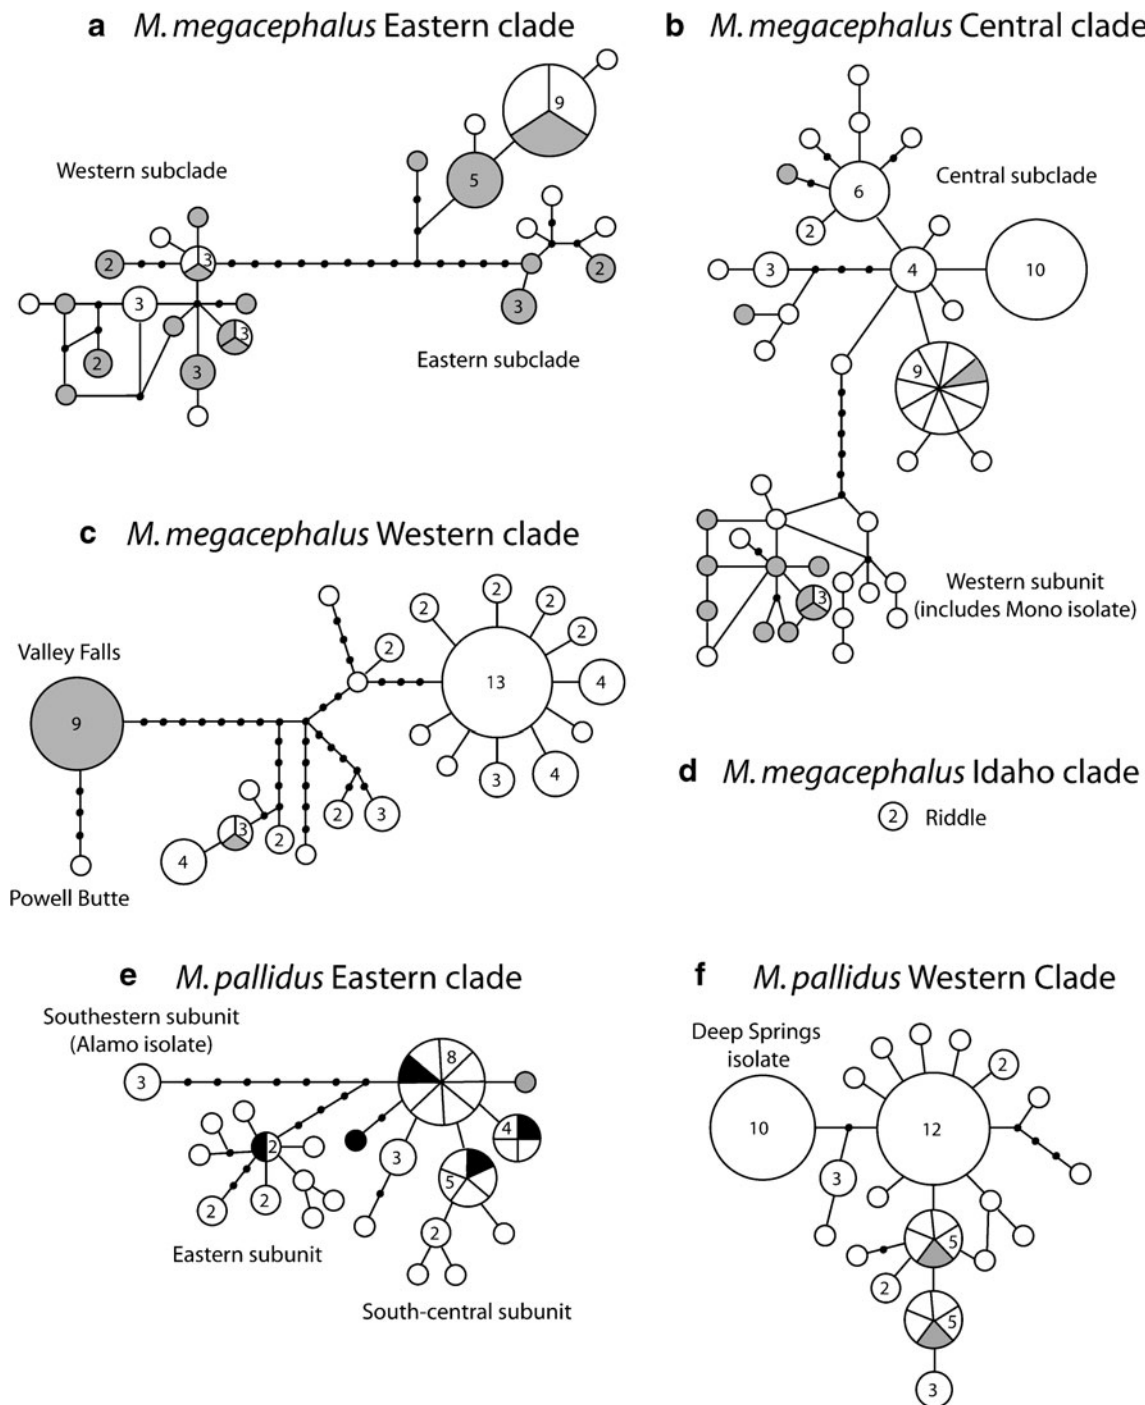 a M. megacephalus Eastern clade
9
5
Western subclade
2
3
3
3
2
3
2
3
Eastern subclade
b M. megacephalus Central clade
6
Central subclade
2
3
4
10
9
3
Western subunit
(includes Mono isolate)
c M. megacephalus Western clade
Valley Falls
9
2
2
2
2
2
13
4
4
3
2
3
3
2
4
Powell Butte
d M. megacephalus Idaho clade
2 Riddle
e M. pallidus Eastern clade
Southestern subunit
(Alamo isolate)
3
8
4
2
3
5
2
2
2
Eastern subunit
South-central subunit
f M. pallidus Western Clade
Deep Springs
isolate
10
2
12
3
5
2
5
3